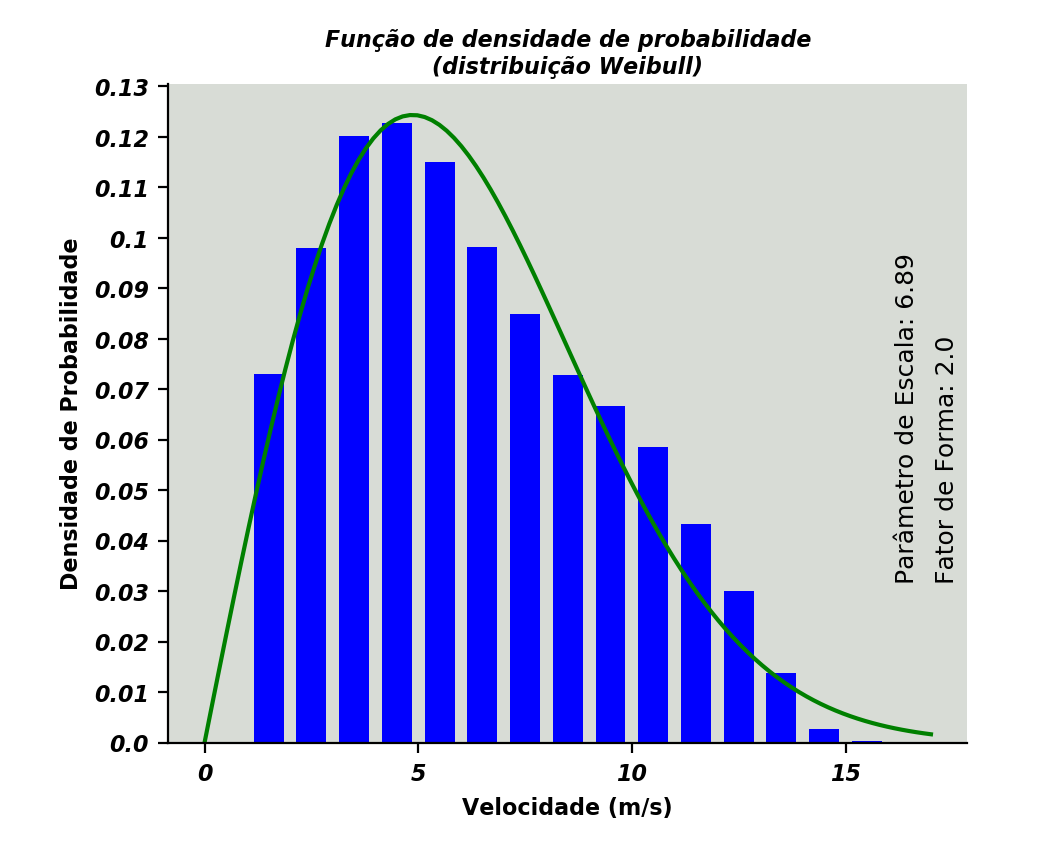 Função de densidade de probabilidade
(distribuição Weibull)
0.13
0.12
0.11
0.1
0.09
0.08
0.07
0.06
0.05
0.04
0.03
0.02
0.01
0.0
Densidade de Probabilidade
Parâmetro de Escala: 6.89
Fator de Forma: 2.0
0 5 10 15
Velocidade (m/s)